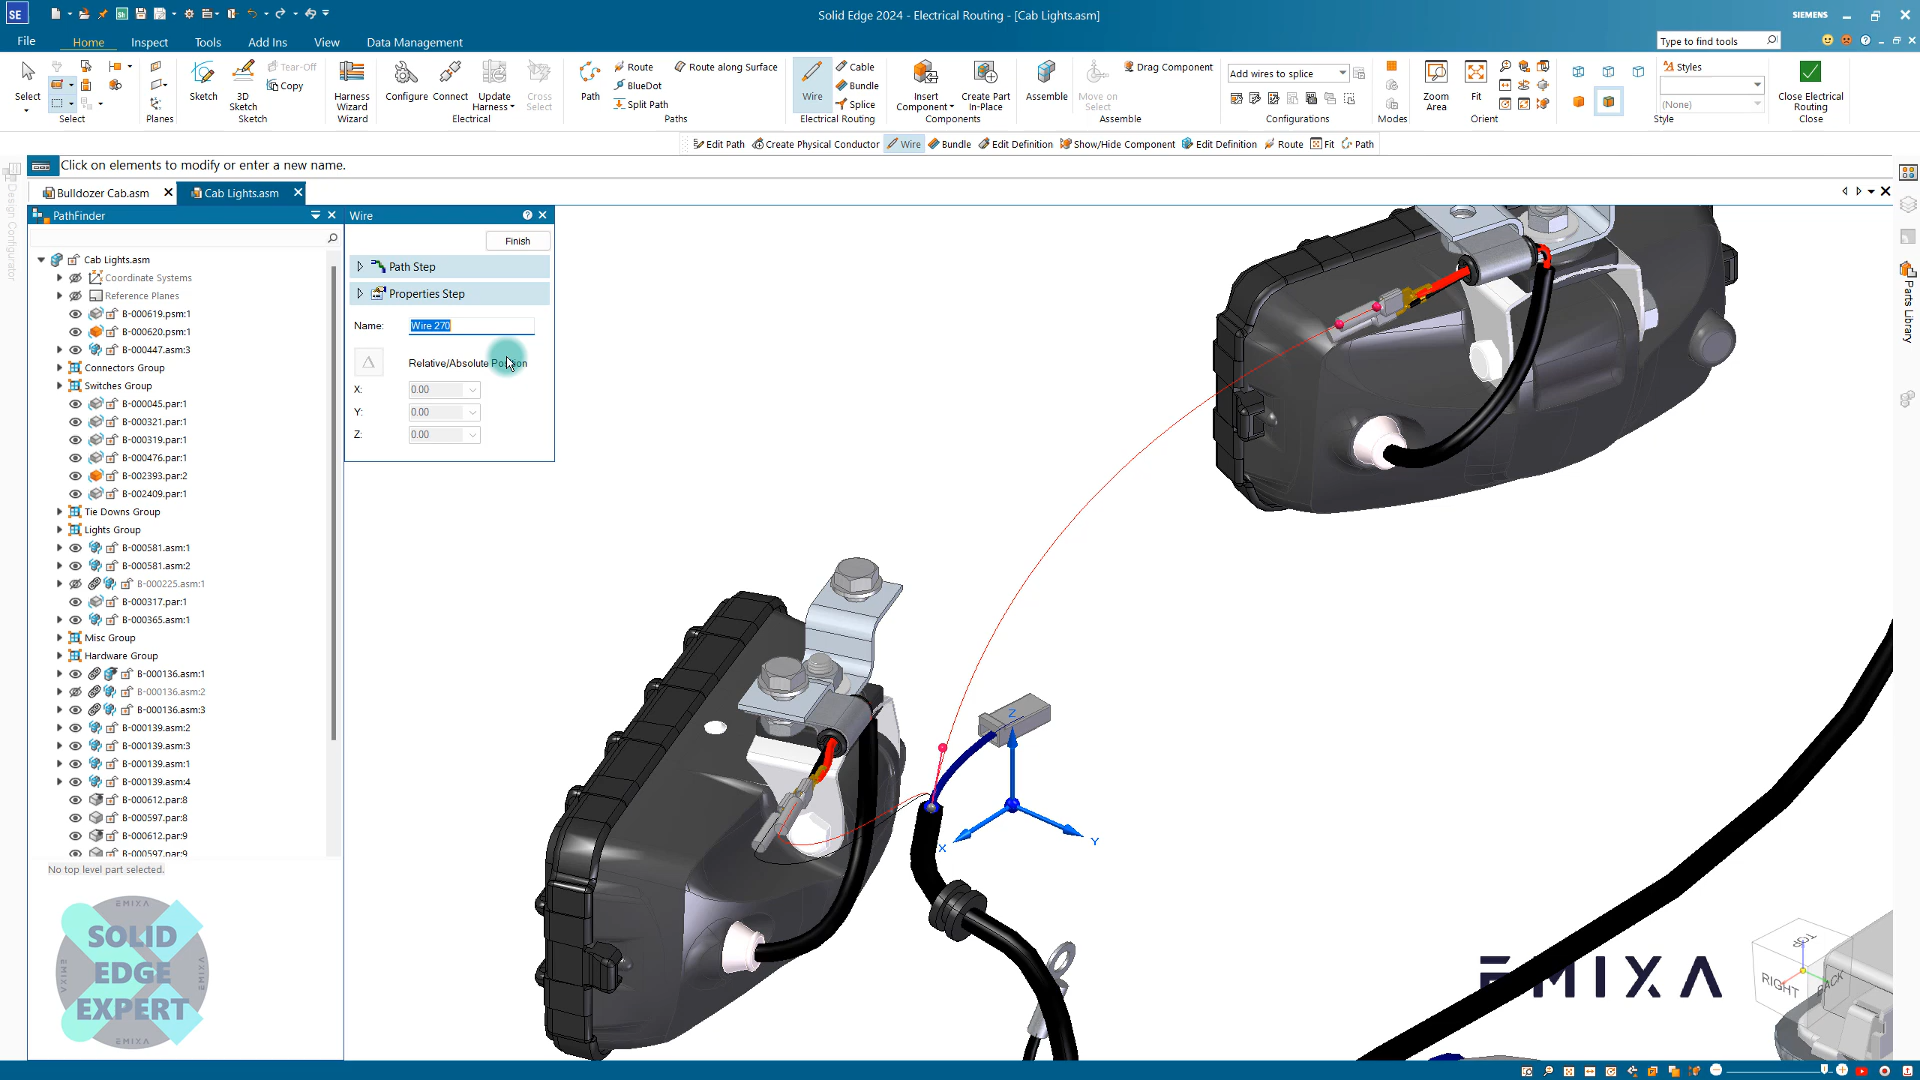 SE
Solid Edge 2024 - Electrical Routing - [Cab Lights.asm]
SIEMENS
File Home Inspect Tools Add Ins View Data Management
Type to find tools
Select
Sketch
3D Sketch
Tear-Off
Copy
Harness Wizard
Configure
Connect
Update Harness
Cross Select
Path
Route
BlueDot
Split Path
Route along Surface
Wire
Cable
Bundle
Splice
Insert Component
Create Part In-Place
Assemble
Move on Select
Drag Component
Add wires to splice
Zoom Area
Fit
Styles
(None)
Close Electrical Routing
Select Planes Sketch Wizard Electrical Paths Electrical Routing Components Assemble Configurations Modes Orient Style Close
Edit Path Create Physical Conductor Wire Bundle Edit Definition Show/Hide Component Edit Definition Route Fit Path
Click on elements to modify or enter a new name.
Bulldozer Cab.asm Cab Lights.asm
Design Configurator
PathFinder
Cab Lights.asm
Coordinate Systems
Reference Planes
B-000619.psm:1
B-000620.psm:1
B-000447.asm:3
Connectors Group
Switches Group
B-000045.par:1
B-000321.par:1
B-000319.par:1
B-000476.par:1
B-002393.par:2
B-002409.par:1
Tie Downs Group
Lights Group
B-000581.asm:1
B-000581.asm:2
B-000225.asm:1
B-000317.par:1
B-000365.asm:1
Misc Group
Hardware Group
B-000136.asm:1
B-000136.asm:2
B-000136.asm:3
B-000139.asm:2
B-000139.asm:3
B-000139.asm:1
B-000139.asm:4
B-000612.par:8
B-000597.par:8
B-000612.par:9
B-000597.par:9
No top level part selected.
Wire
Finish
Path Step
Properties Step
Name: Wire 270
Relative/Absolute Position
X: 0.00
Y: 0.00
Z: 0.00
Z
X
Y
Parts Library
EMIXA
SOLID
EDGE
EXPERT
EMIXA
EMIXA
EMIXA
EMIXA
TOP
RIGHT
BACK